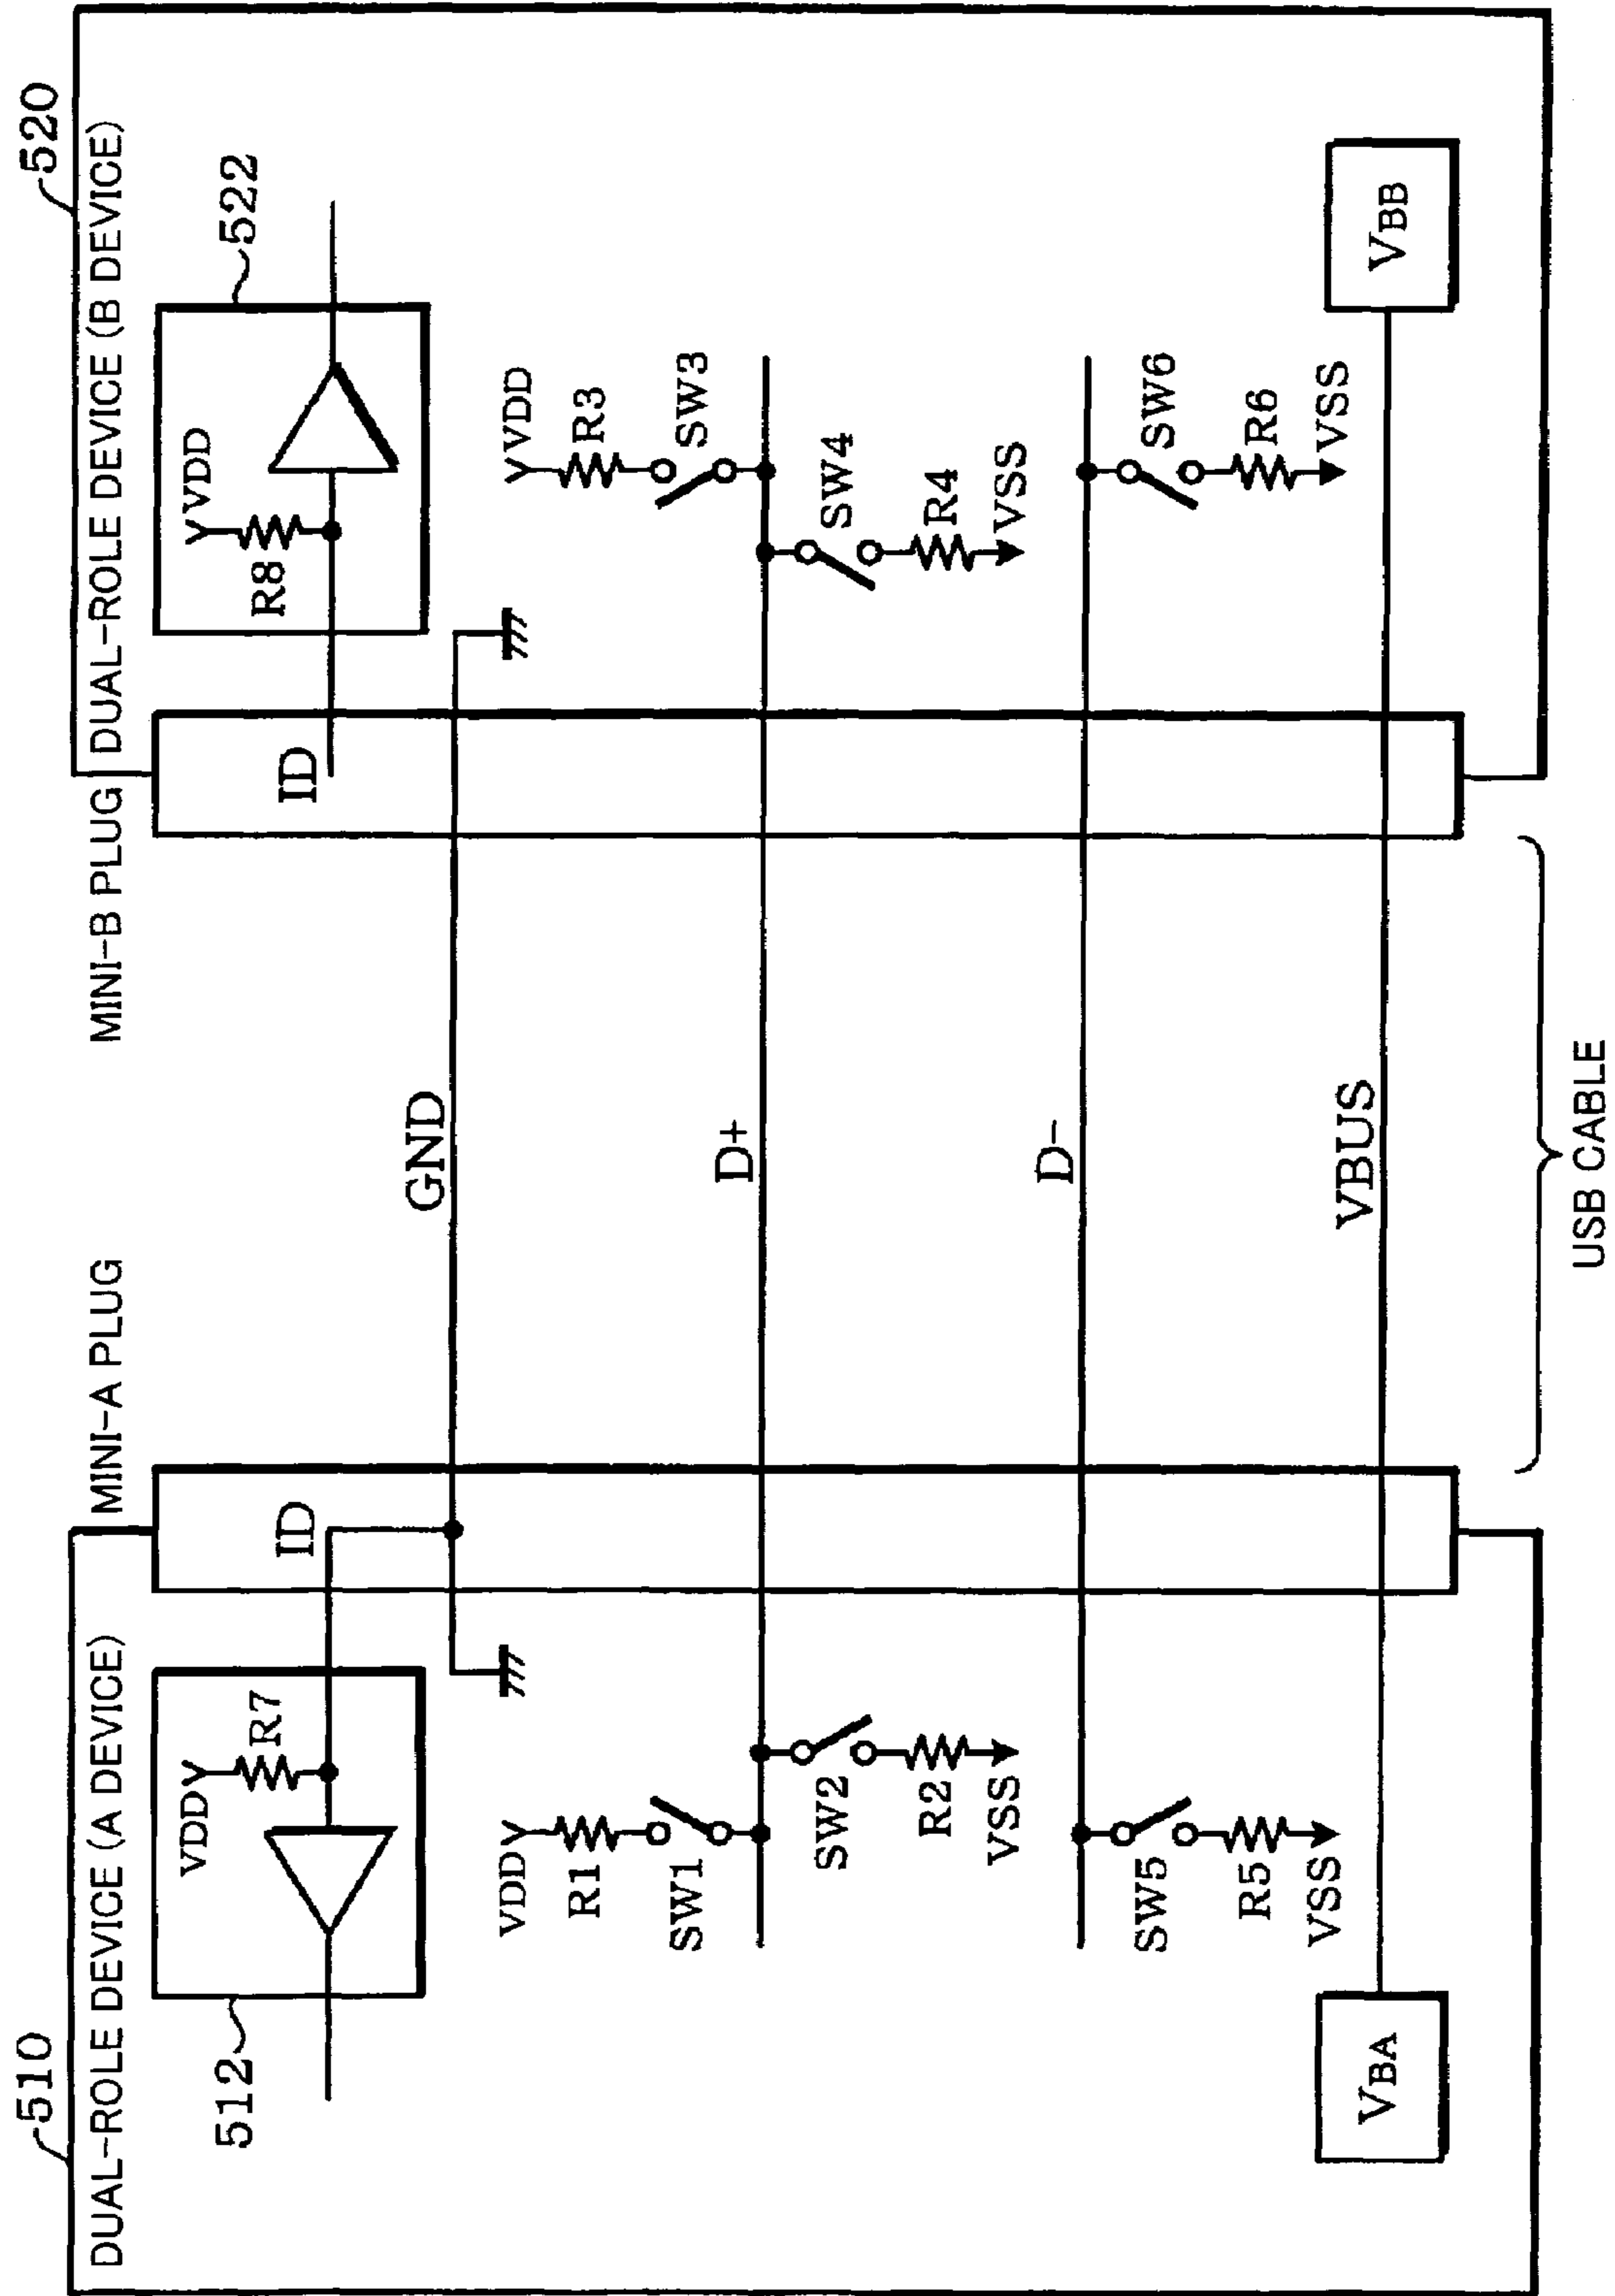 510
DUAL-ROLE DEVICE (A DEVICE)
MINI-A PLUG
MINI-B PLUG
DUAL-ROLE DEVICE (B DEVICE)
520
512
VDD
R7
ID
ID
R8
VDD
522
GND
VDD
R1
SW1
SW2
R2
VSS
D+
VDD
R3
SW3
SW4
R4
VSS
D-
SW5
R5
VSS
SW6
R6
VSS
VBA
VBUS
VBB
USB CABLE